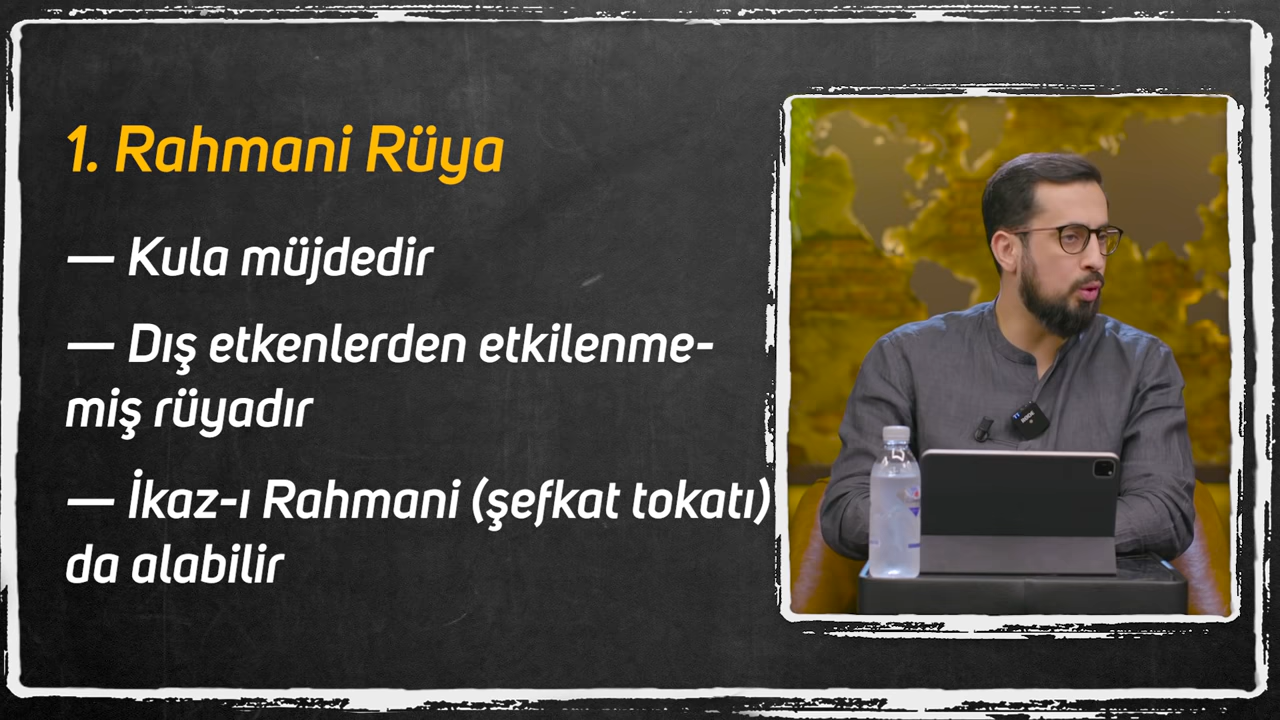 1. Rahmani Rüya
— Kula müjdedir
— Dış etkenlerden etkilenme-
miş rüyadır
— İkaz-ı Rahmani (şefkat tokatı)
da alabilir